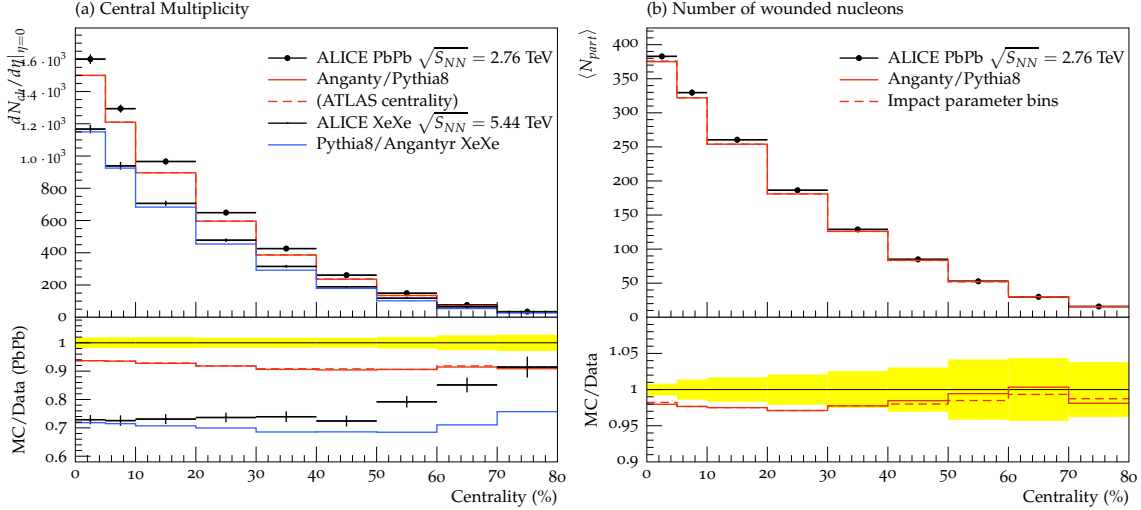 (a) Central Multiplicity
dN_ch/dη|_η=0
ALICE PbPb √S_NN = 2.76 TeV
Anganty/Pythia8
(ATLAS centrality)
ALICE XeXe √S_NN = 5.44 TeV
Pythia8/Angantyr XeXe
1.6 · 10³
1.4 · 10³
1.2 · 10³
1.0 · 10³
800
600
400
200
0
MC/Data (PbPb)
1
0.9
0.8
0.7
0.6
0 10 20 30 40 50 60 70 80
Centrality (%)
(b) Number of wounded nucleons
⟨N_part⟩
ALICE PbPb √S_NN = 2.76 TeV
Anganty/Pythia8
Impact parameter bins
400
350
300
250
200
150
100
50
0
MC/Data
1.05
1
0.95
0.9
0 10 20 30 40 50 60 70 80
Centrality (%)